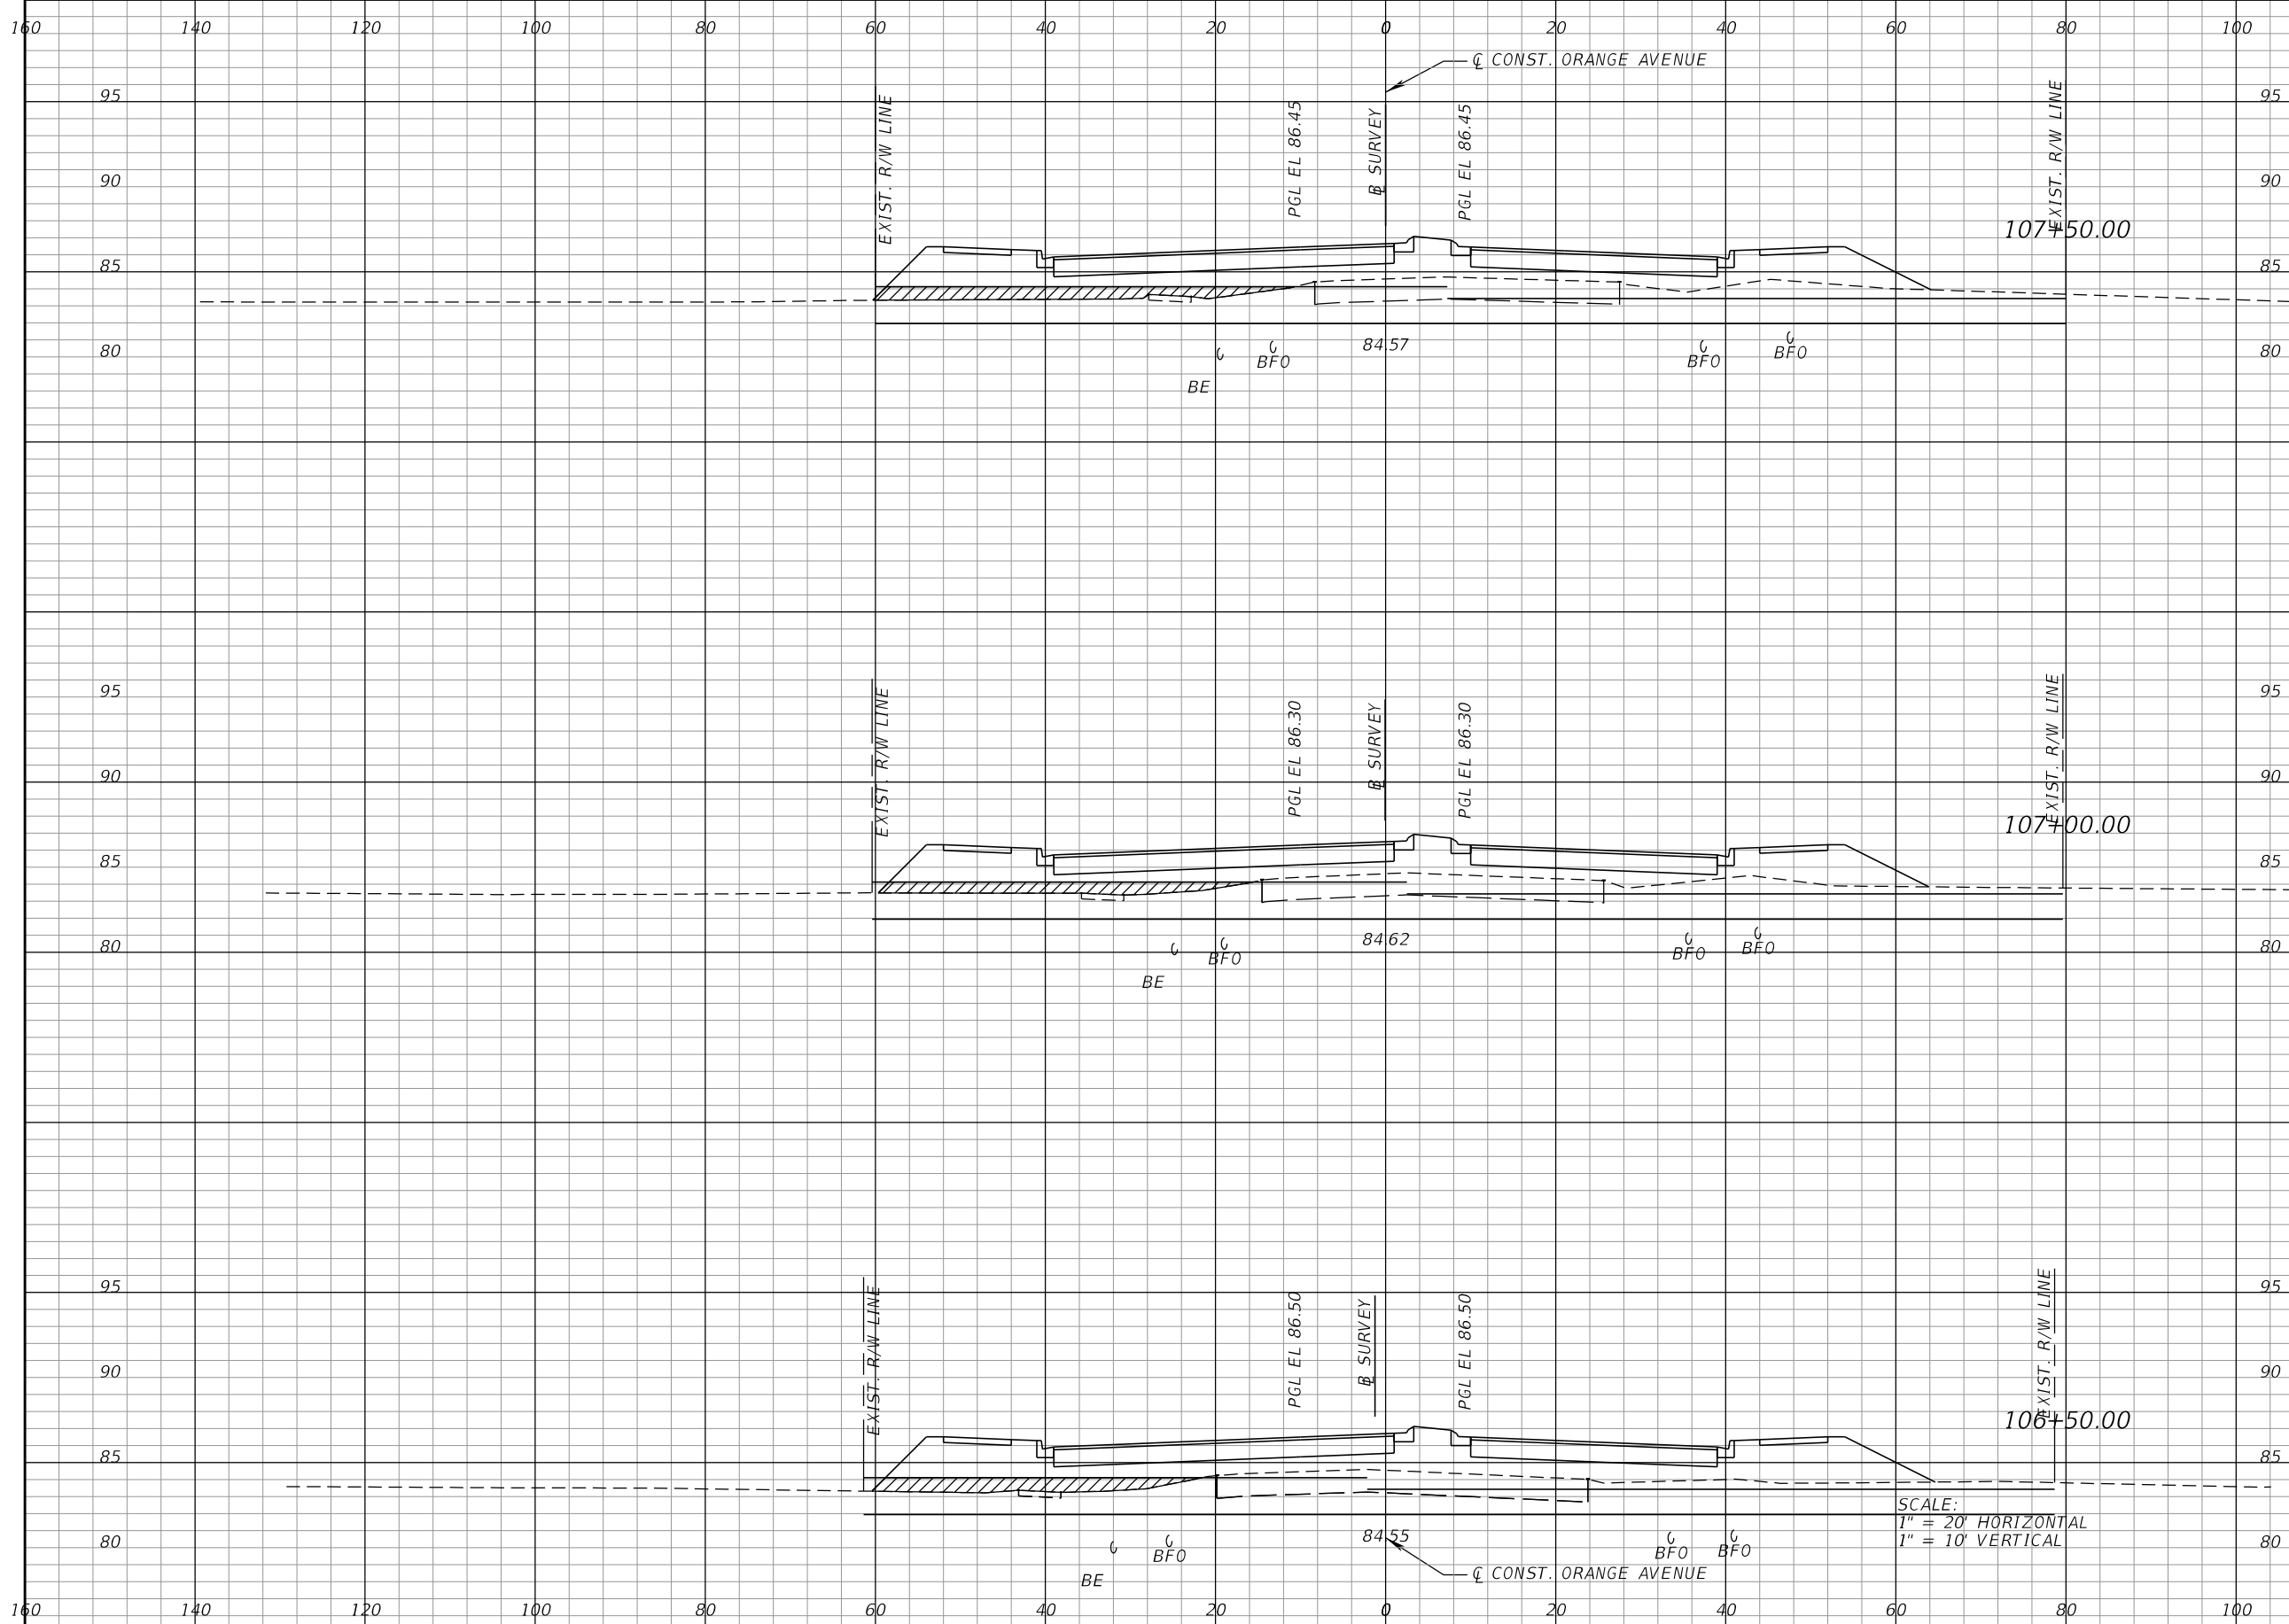 160 140 120 100 80 60 40 20 0 20 40 60 80 100
℄ CONST. ORANGE AVENUE
95 95
EXIST. R/W LINE
PGL EL 86.45
℄ SURVEY
PGL EL 86.45
EXIST. R/W LINE
90 90
107+50.00
85 85
84.57
80 80
BE
BFO
BFO
BFO
95 95
EXIST. R/W LINE
PGL EL 86.30
℄ SURVEY
PGL EL 86.30
EXIST. R/W LINE
90 90
107+00.00
85 85
84.62
80 80
BE
BFO
BFO
BFO
95 95
EXIST. R/W LINE
PGL EL 86.50
℄ SURVEY
PGL EL 86.50
EXIST. R/W LINE
90 90
106+50.00
85 85
SCALE:
1" = 20' HORIZONTAL
1" = 10' VERTICAL
84.55
80 80
BE
BFO
BFO
BFO
℄ CONST. ORANGE AVENUE
160 140 120 100 80 60 40 20 0 20 40 60 80 100